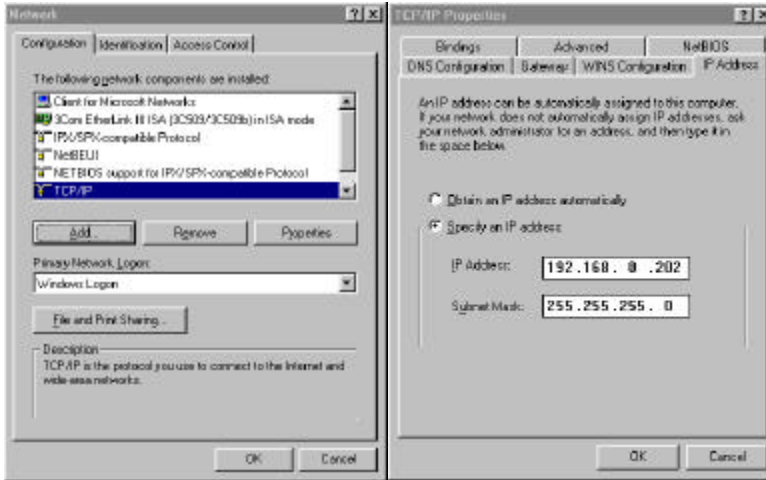 Network
Configuration
Identification
Access Control
The following network components are installed:
Client for Microsoft Networks
3Com EtherLink III ISA (3C509/3C509b) in ISA mode
IPX/SPX-compatible Protocol
NetBEUI
NETBIOS support for IPX/SPX-compatible Protocol
TCP/IP
Add...
Remove
Properties
Primary Network Logon:
Windows Logon
File and Print Sharing...
Description
TCP/IP is the protocol you use to connect to the Internet and
wide-area networks.
OK
Cancel
TCP/IP Properties
Bindings
Advanced
NetBIOS
DNS Configuration
Gateway
WINS Configuration
IP Address
An IP address can be automatically assigned to this computer.
If your network does not automatically assign IP addresses, ask
your network administrator for an address, and then type it in
the space below.
Obtain an IP address automatically
Specify an IP address:
IP Address:
192.168. 0 .202
Subnet Mask:
255.255.255. 0
OK
Cancel